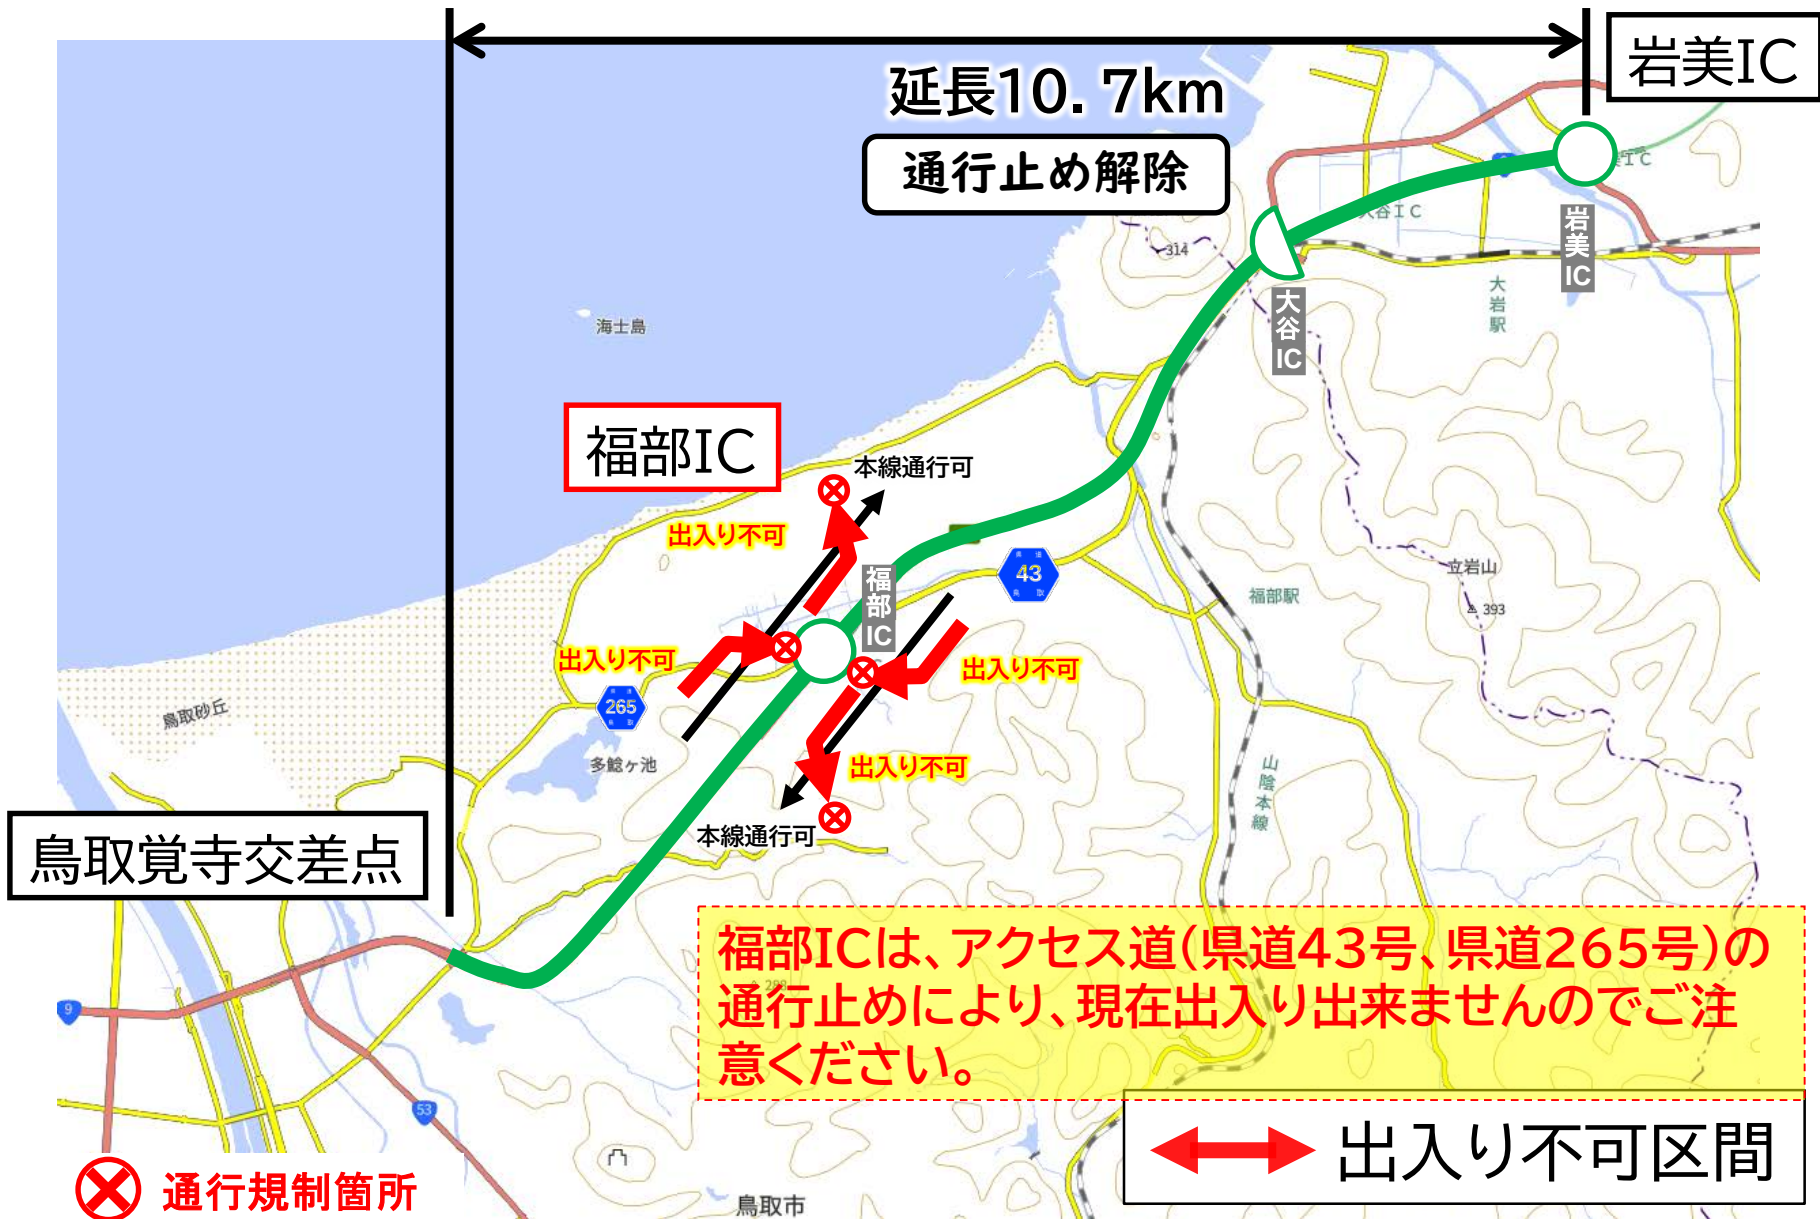 岩美IC
延長10.7km
通行止め解除
大谷IC
岩美IC
314
大岩駅
大谷IC
海士島
福部IC
本線通行可
出入り不可
福部IC
43
立岩山
393
福部駅
出入り不可
出入り不可
265
鳥取砂丘
多鯰ヶ池
出入り不可
山陰本線
本線通行可
鳥取覚寺交差点
福部ICは、アクセス道(県道43号、県道265号)の
通行止めにより、現在出入り出来ませんのでご注
意ください。
9
53
出入り不可区間
通行規制箇所
鳥取市